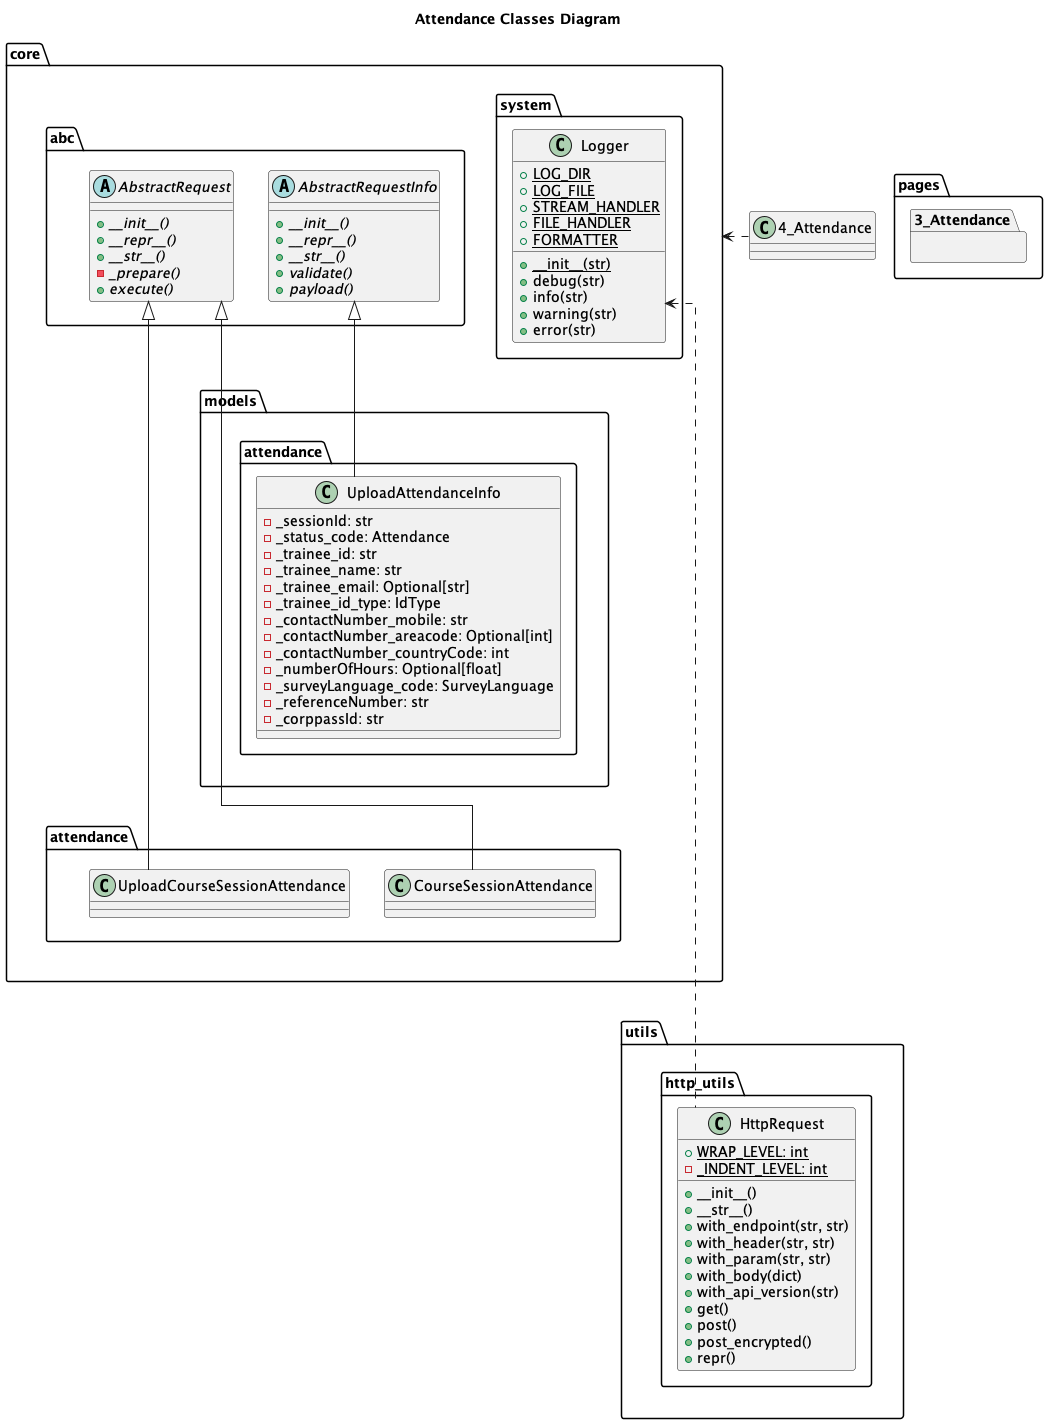 Attendance Classes Diagram
core
system
C Logger
LOG_DIR
LOG_FILE
STREAM_HANDLER
FILE_HANDLER
FORMATTER
__init__(str)
debug(str)
info(str)
warning(str)
error(str)
abc
A AbstractRequest
__init__()
__repr__()
__str__()
_prepare()
execute()
A AbstractRequestInfo
__init__()
__repr__()
__str__()
validate()
payload()
C 4_Attendance
pages
3_Attendance
models
attendance
C UploadAttendanceInfo
_sessionId: str
_status_code: Attendance
_trainee_id: str
_trainee_name: str
_trainee_email: Optional[str]
_trainee_id_type: IdType
_contactNumber_mobile: str
_contactNumber_areacode: Optional[int]
_contactNumber_countryCode: int
_numberOfHours: Optional[float]
_surveyLanguage_code: SurveyLanguage
_referenceNumber: str
_corppassId: str
attendance
C UploadCourseSessionAttendance
C CourseSessionAttendance
utils
http_utils
C HttpRequest
WRAP_LEVEL: int
_INDENT_LEVEL: int
__init__()
__str__()
with_endpoint(str, str)
with_header(str, str)
with_param(str, str)
with_body(dict)
with_api_version(str)
get()
post()
post_encrypted()
repr()